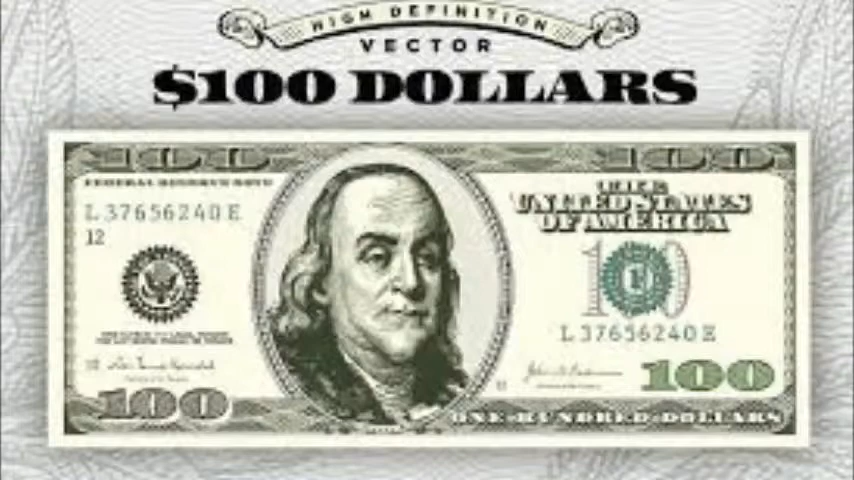 HIGH DEFINITION
VECTOR
$100 DOLLARS
100
100
FEDERAL RESERVE NOTE
THE
UNITED STATES
OF AMERICA
L 37656240 E
12
L 37656240 E
100
100
ONE HUNDRED DOLLARS